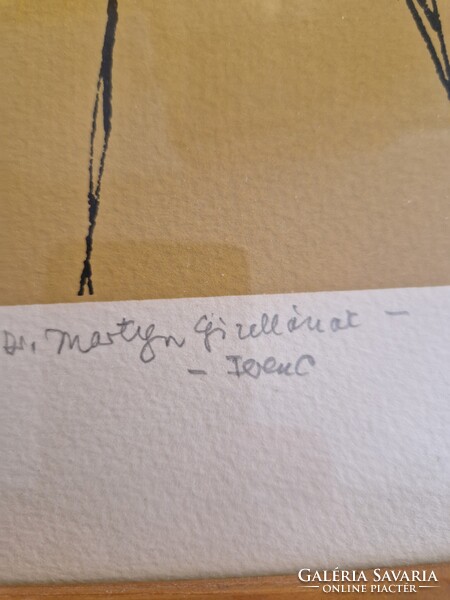 Dr. Martyn Gizellának –
– Ferenc
GALÉRIA SAVARIA
ONLINE PIACTÉR